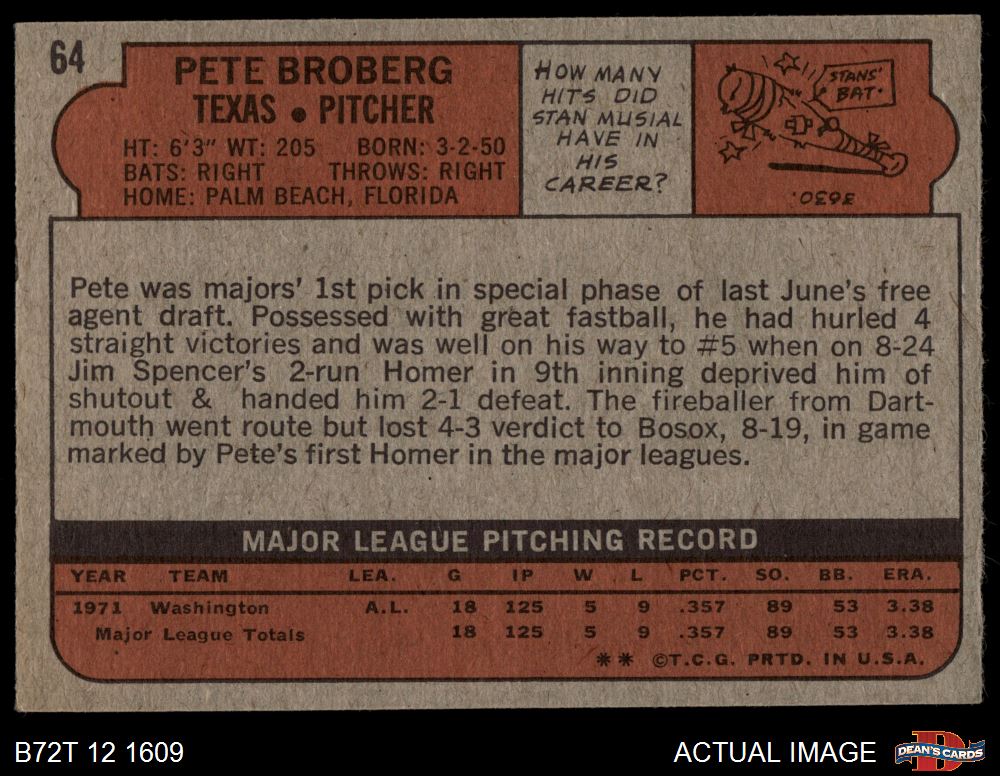 64
PETE BROBERG
TEXAS • PITCHER
HT: 6'3" WT: 205 BORN: 3-2-50
BATS: RIGHT THROWS: RIGHT
HOME: PALM BEACH, FLORIDA
HOW MANY
HITS DID
STAN MUSIAL
HAVE IN
HIS
CAREER?
STANS'
BAT.
3630.
Pete was majors' 1st pick in special phase of last June's free
agent draft. Possessed with great fastball, he had hurled 4
straight victories and was well on his way to #5 when on 8-24
Jim Spencer's 2-run Homer in 9th inning deprived him of
shutout & handed him 2-1 defeat. The fireballer from Dart-
mouth went route but lost 4-3 verdict to Bosox, 8-19, in game
marked by Pete's first Homer in the major leagues.
MAJOR LEAGUE PITCHING RECORD
YEAR TEAM LEA. G IP W L PCT. SO. BB. ERA.
1971 Washington A.L. 18 125 5 9 .357 89 53 3.38
Major League Totals 18 125 5 9 .357 89 53 3.38
** ©T.C.G. PRTD. IN U.S.A.
B72T 12 1609
ACTUAL IMAGE
DEAN'S CARDS